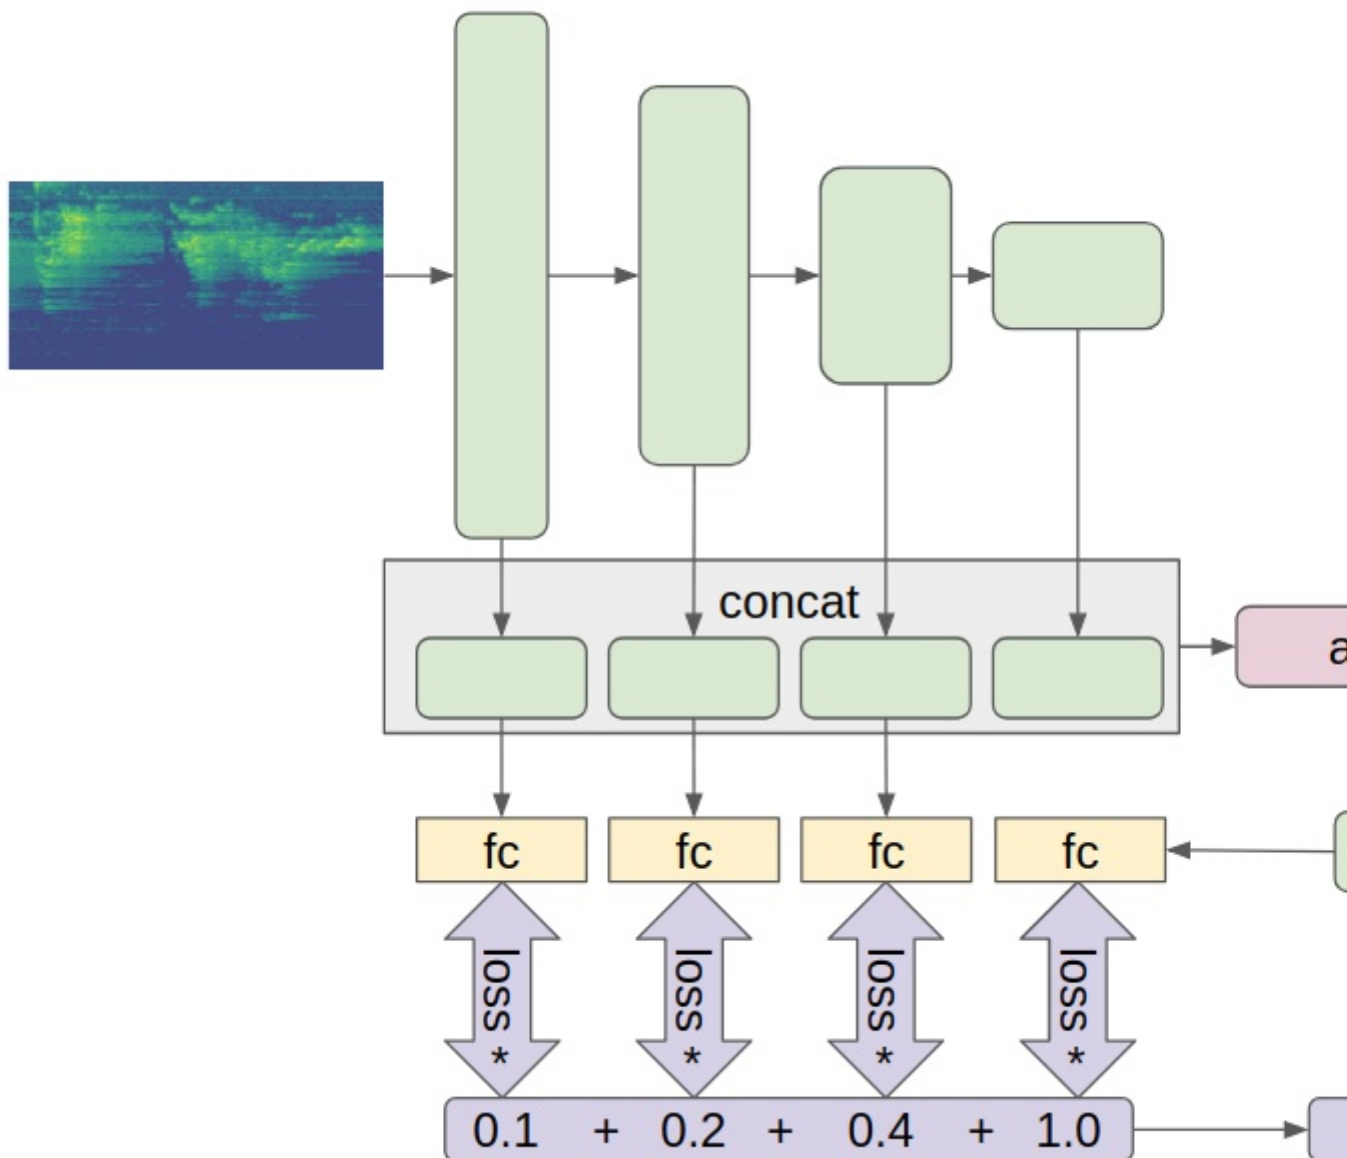 concat
a
fc fc fc fc
loss * loss * loss * loss *
0.1 + 0.2 + 0.4 + 1.0